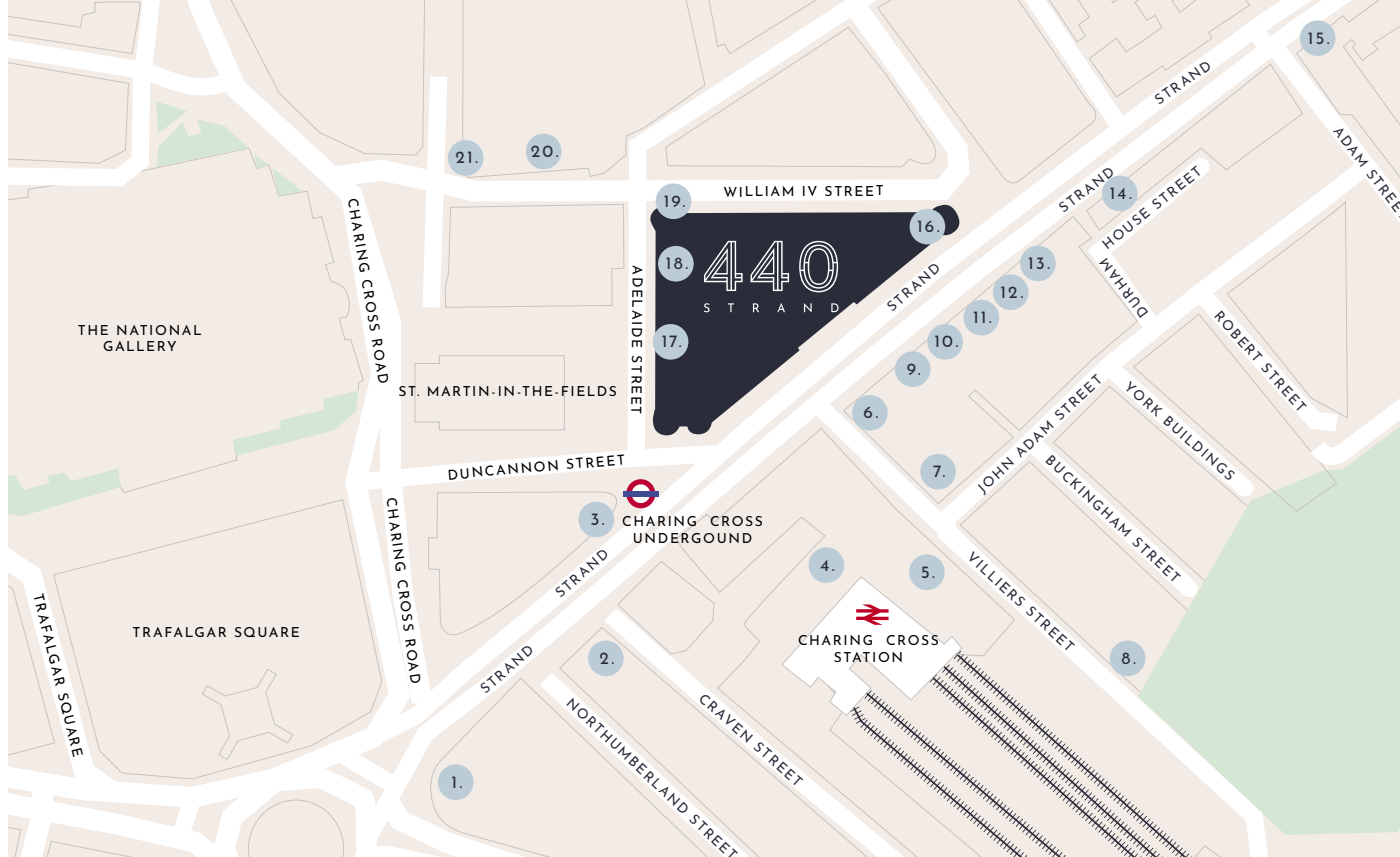 15.
STRAND
ADAM STREE
21.
20.
19.
WILLIAM IV STREET
14.
STRAND
HOUSE STREET
DURHAM
16.
18.
440
STRAND
ADELAIDE STREET
17.
STRAND
13.
12.
11.
10.
9.
6.
7.
CHARING CROSS ROAD
THE NATIONAL
GALLERY
ST. MARTIN-IN-THE-FIELDS
ROBERT STREET
YORK BUILDINGS
JOHN ADAM STREET
BUCKINGHAM STREET
DUNCANNON STREET
3.
CHARING CROSS
UNDERGOUND
CHARING CROSS ROAD
STRAND
4.
5.
VILLIERS STREET
CHARING CROSS
STATION
TRAFALGAR SQUARE
TRAFALGAR SQUARE
STRAND
2.
8.
CRAVEN STREET
NORTHUMBERLAND STREET
1.